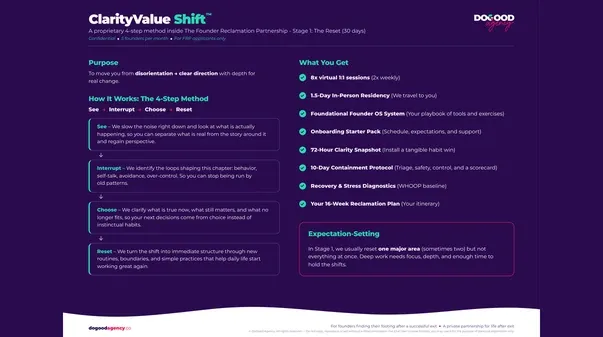 ClarityValue Shift™
DOGOOD
agency
A proprietary 4-step method inside The Founder Reclamation Partnership - Stage 1: The Reset (30 days)
Confidential • 2 founders per month • For FRP applicants only
Purpose
To move you from disorientation → clear direction with depth for
real change.
How It Works: The 4-Step Method
See → Interrupt → Choose → Reset
See – We slow the noise right down and look at what is actually
happening, so you can separate what is real from the story around it
and regain perspective.
↓
Interrupt – We identify the loops shaping this chapter: behavior,
self-talk, avoidance, over-control. So you can stop being run by
old patterns.
↓
Choose – We clarify what is true now, what still matters, and what no
longer fits, so your next decisions come from choice instead of
instinctual habits.
↓
Reset – We turn the shift into immediate structure through new
routines, boundaries, and simple practices that help daily life start
working great again.
What You Get
8x virtual 1:1 sessions (2x weekly)
1.5-Day In-Person Residency (We travel to you)
Foundational Founder OS System (Your playbook of tools and exercises)
Onboarding Starter Pack (Schedule, expectations, and support)
72-Hour Clarity Snapshot (Install a tangible habit win)
10-Day Containment Protocol (Triage, safety, control, and a scorecard)
Recovery & Stress Diagnostics (WHOOP baseline)
Your 16-Week Reclamation Plan (Your itinerary)
Expectation-Setting
In Stage 1, we usually reset one major area (sometimes two) but not
everything at once. Deep work needs focus, depth, and enough time to
hold the shifts.
dogoodagency.co
For founders finding their footing after a successful exit • A private partnership for life after exit